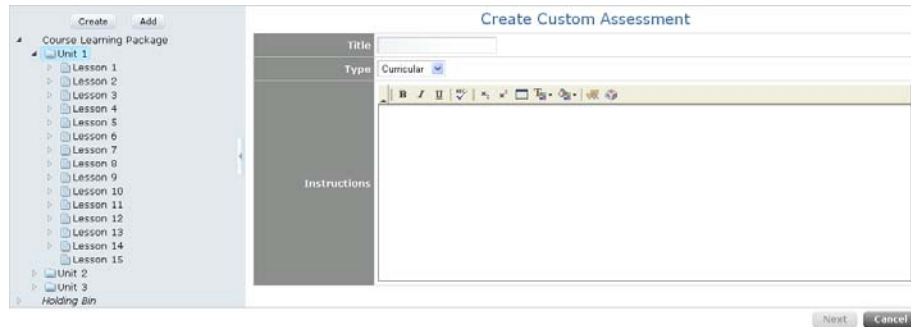 Create Add
Course Learning Package
Unit 1
Lesson 1
Lesson 2
Lesson 3
Lesson 4
Lesson 5
Lesson 6
Lesson 7
Lesson 8
Lesson 9
Lesson 10
Lesson 11
Lesson 12
Lesson 13
Lesson 14
Lesson 15
Unit 2
Unit 3
Holding Bin
Create Custom Assessment
Title
Type Curricular
B I U
Instructions
Next Cancel